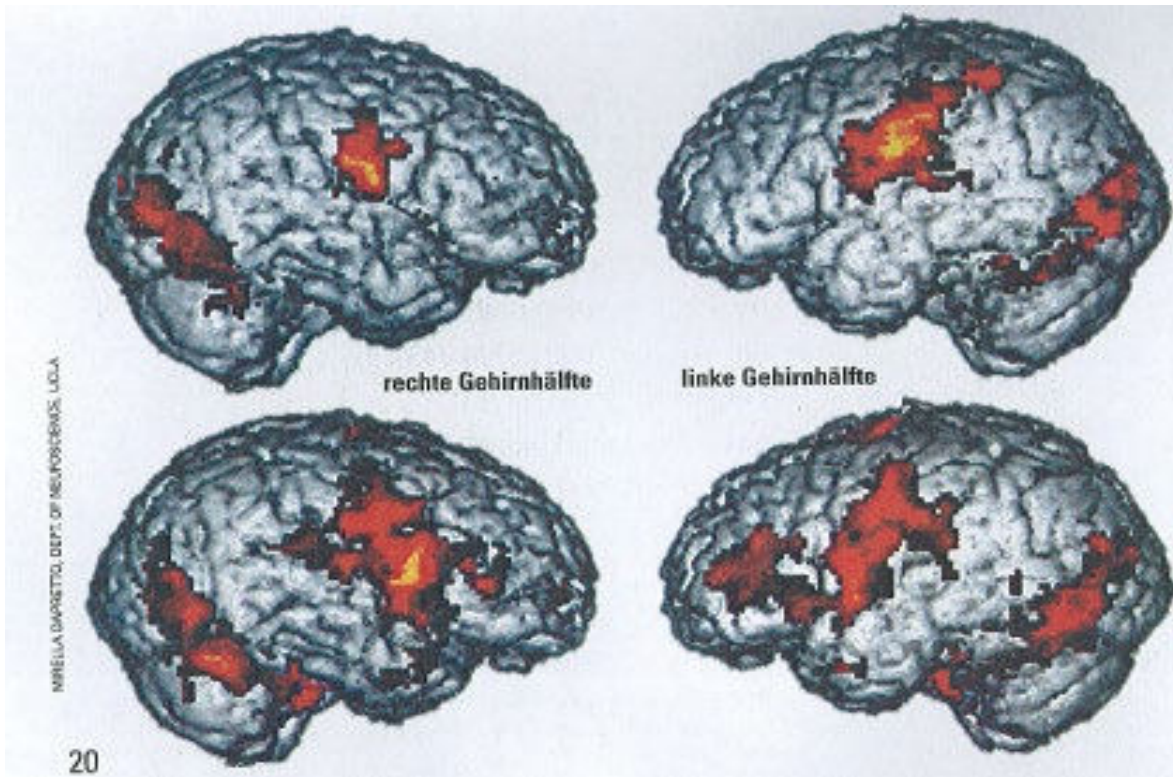 rechte Gehirnhälfte
linke Gehirnhälfte
MIRELLA DAPRETTO, DEPT. OF NEUROSCIENCE, UCLA
20